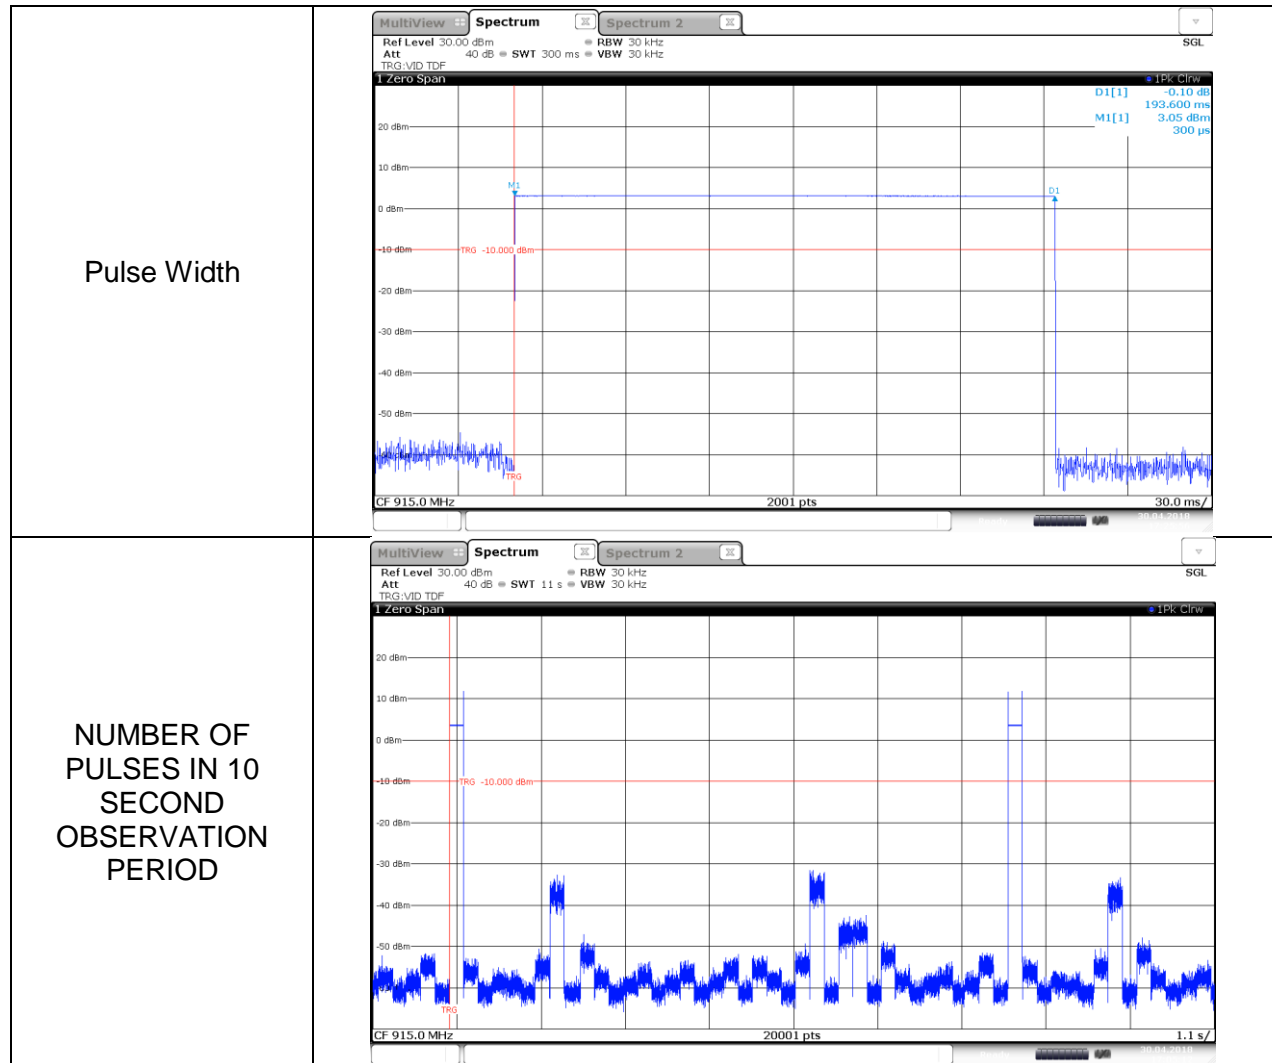 Pulse Width
MultiView
Spectrum
Spectrum 2
Ref Level 30.00 dBm
RBW 30 kHz
SGL
Att 40 dB SWT 300 ms VBW 30 kHz
TRG:VID TDF
1 Zero Span
1Pk Clrw
D1[1] -0.10 dB
193.600 ms
M1[1] 3.05 dBm
300 µs
20 dBm
10 dBm
M1
D1
0 dBm
-10 dBm
TRG -10.000 dBm
-20 dBm
-30 dBm
-40 dBm
-50 dBm
TRG
CF 915.0 MHz
2001 pts
30.0 ms/
30.04.2019
NUMBER OF
PULSES IN 10
SECOND
OBSERVATION
PERIOD
MultiView
Spectrum
Spectrum 2
Ref Level 30.00 dBm
RBW 30 kHz
SGL
Att 40 dB SWT 11 s VBW 30 kHz
TRG:VID TDF
1 Zero Span
1Pk Clrw
20 dBm
10 dBm
0 dBm
-10 dBm
TRG -10.000 dBm
-20 dBm
-30 dBm
-40 dBm
-50 dBm
TRG
CF 915.0 MHz
20001 pts
1.1 s/
30.04.2019